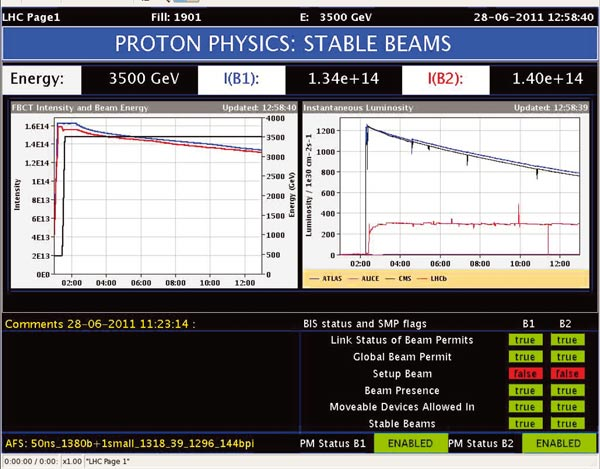 LHC Page1 Fill: 1901 E: 3500 GeV 28-06-2011 12:58:40
PROTON PHYSICS: STABLE BEAMS
Energy: 3500 GeV I(B1): 1.34e+14 I(B2): 1.40e+14
FBCT Intensity and Beam Energy Updated: 12:58:40
1.6E14
1.4E14
1.2E14
1E14
8E13
6E13
4E13
2E13
0E0
Intensity
4000
3500
3000
2500
2000
1500
1000
500
0
Energy (GeV)
02:00 04:00 06:00 08:00 10:00 12:00
Instantaneous Luminosity Updated: 12:58:39
1200
1000
800
600
400
200
0
Luminosity / 1e30 cm-2s-1
02:00 04:00 06:00 08:00 10:00 12:00
ATLAS ALICE CMS LHCb
Comments 28-06-2011 11:23:14 :
BIS status and SMP flags B1 B2
Link Status of Beam Permits true true
Global Beam Permit true true
Setup Beam false false
Beam Presence true true
Moveable Devices Allowed In true true
Stable Beams true true
AFS: 50ns_1380b+1small_1318_39_1296_144bpi PM Status B1 ENABLED PM Status B2 ENABLED
0:00:00 / 0:00: x1.00 "LHC Page 1"